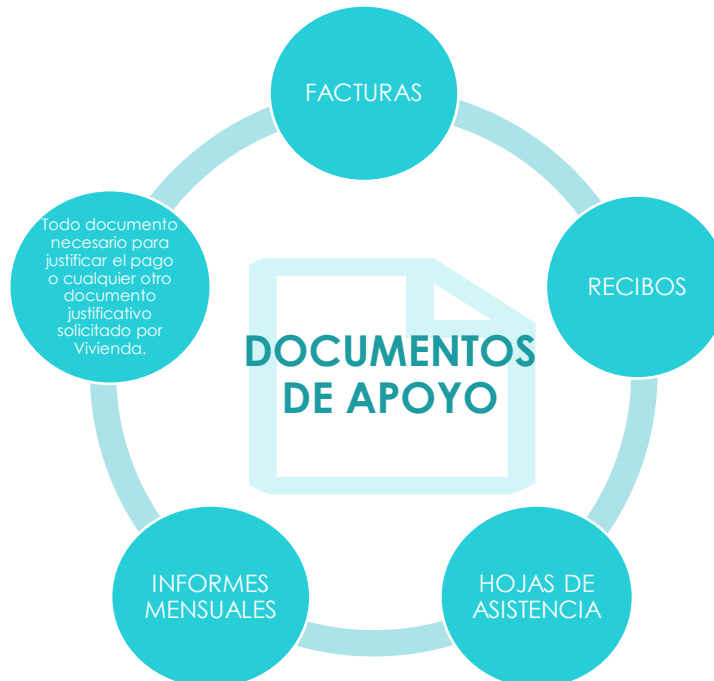 FACTURAS
RECIBOS
HOJAS DE
ASISTENCIA
INFORMES
MENSUALES
Todo documento
necesario para
justificar el pago
o cualquier otro
documento
justificativo
solicitado por
Vivienda.
DOCUMENTOS
DE APOYO